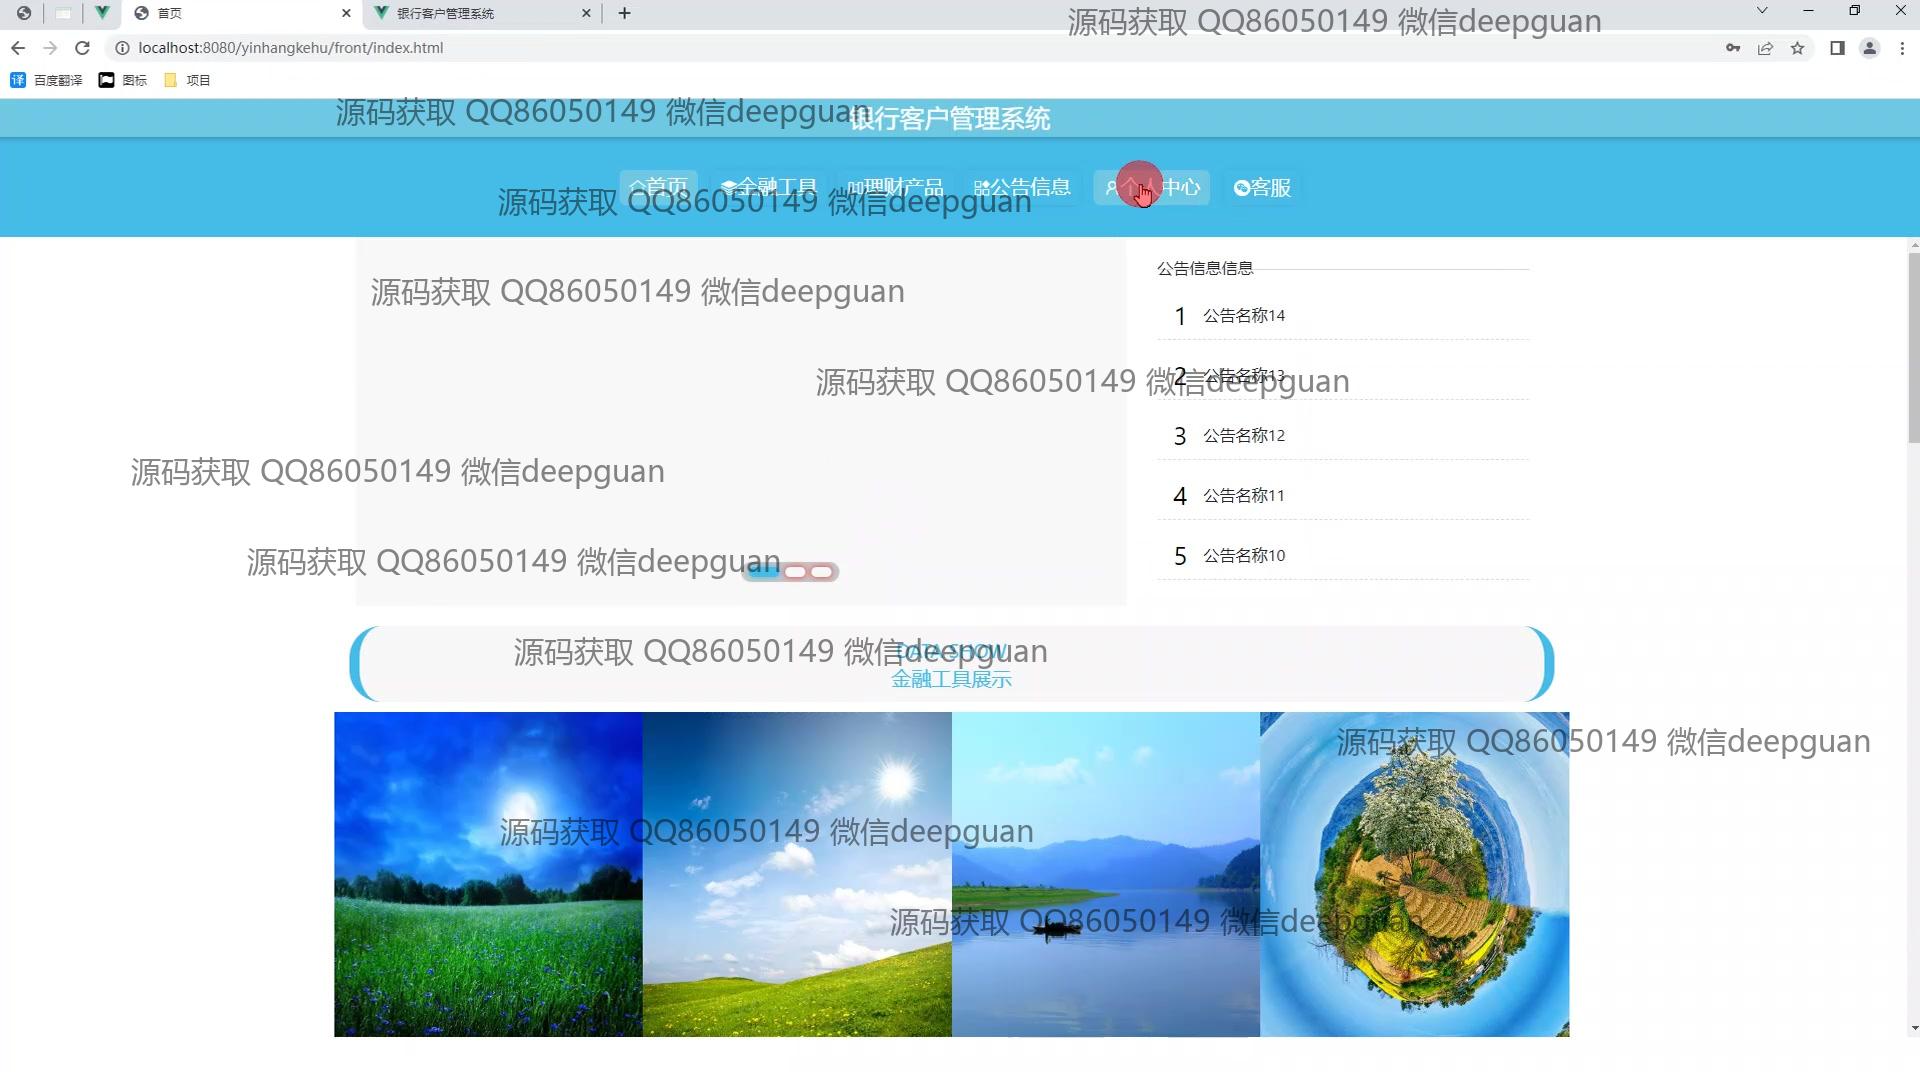 首页
银行客户管理系统
源码获取 QQ86050149 微信deepguan
localhost:8080/yinhangkehu/front/index.html
译 百度翻译 图标 项目
源码获取 QQ86050149 微信deepguan
银行客户管理系统
首页 金融工具 理财产品 公告信息 个人中心 客服
源码获取 QQ86050149 微信deepguan
公告信息信息
源码获取 QQ86050149 微信deepguan
1 公告名称14
源码获取 QQ86050149 微信deepguan
2 公告名称13
3 公告名称12
源码获取 QQ86050149 微信deepguan
4 公告名称11
源码获取 QQ86050149 微信deepguan
5 公告名称10
源码获取 QQ86050149 微信deepguan
DATA SHOW
金融工具展示
源码获取 QQ86050149 微信deepguan
源码获取 QQ86050149 微信deepguan
源码获取 QQ86050149 微信deepguan